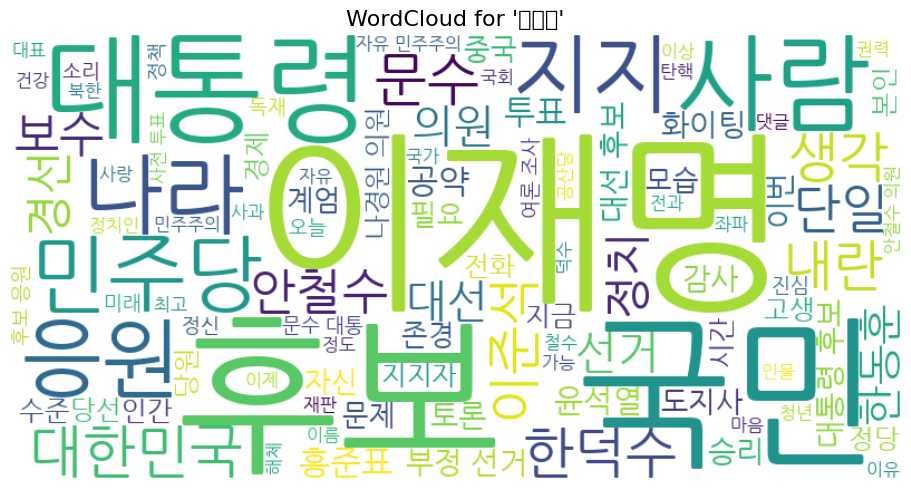 WordCloud for '□□□'
대표
정책
자유 민주주의
중국
지지
이상
권력
대통령
문수
사람
건강
소리
북한
국회
탄핵
본인
독재
투표
보수
의원
화이팅
댓글
경선
나라
사랑
사전 투표
경제
이재명
자유
계엄
나경원 의원
국가
공약
여론 조사
공산당
대선 후보
모습
전과
이번
생각
단일
정치인
민주주의
사과
오늘
필요
좌파
안철수 의원
민주당
안철수
전화
덕수
정치
감사
내란
후보 응원
미래
최고
대선
이준석
지금
진심
고생
응원
정신
문수 대통
정도
존경
철수
가능
선거
시간
대통령 후보
한동훈
후보
국민
당원
이제
자신
지지자
인물
수준
당선
인간
재판
문제
토론
윤석열
도지사
청년
마음
정당
대한민국
해체
이름
홍준표
부정 선거
한덕수
승리
이유